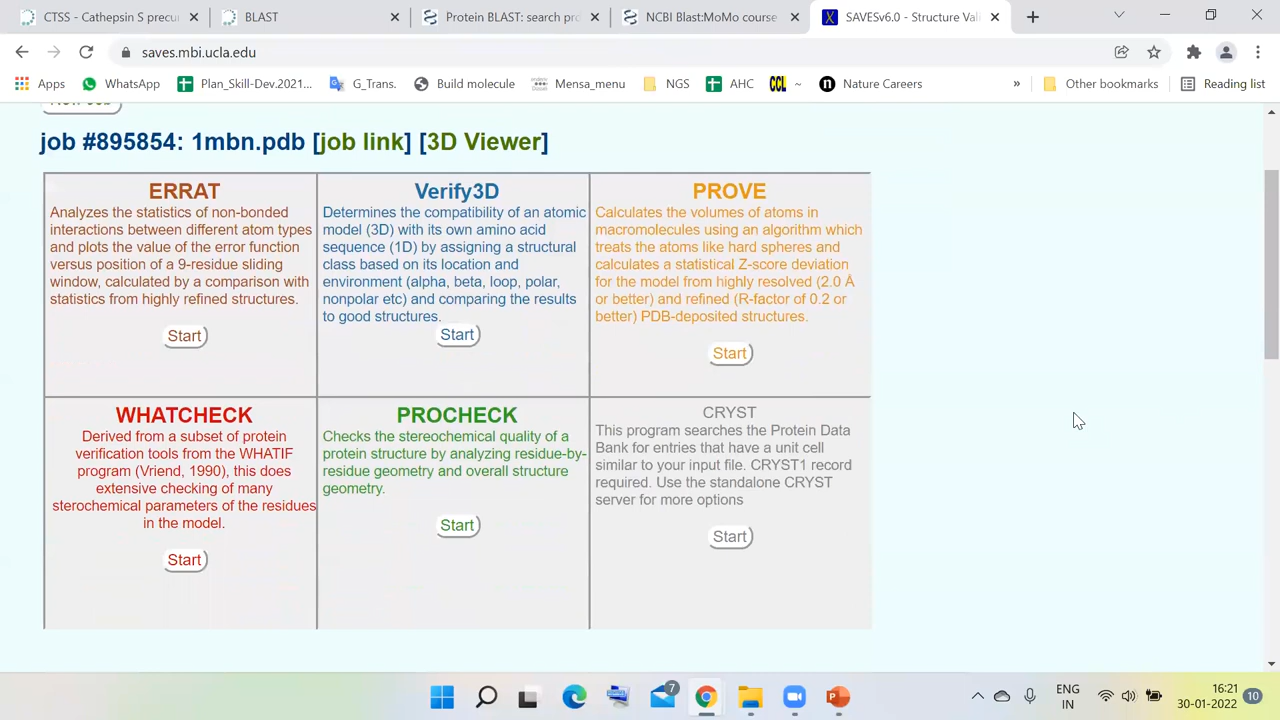 CTSS - Cathepsin S precu
BLAST
Protein BLAST: search pro
NCBI Blast:MoMo course
SAVESv6.0 - Structure Vali
saves.mbi.ucla.edu
Apps
WhatsApp
Plan_Skill-Dev.2021...
G_Trans.
Build molecule
Mensa_menu
NGS
AHC
CCL
~
n
Nature Careers
»
Other bookmarks
Reading list
job #895854: 1mbn.pdb [job link] [3D Viewer]
ERRAT
Analyzes the statistics of non-bonded
interactions between different atom types
and plots the value of the error function
versus position of a 9-residue sliding
window, calculated by a comparison with
statistics from highly refined structures.
Start
Verify3D
Determines the compatibility of an atomic
model (3D) with its own amino acid
sequence (1D) by assigning a structural
class based on its location and
environment (alpha, beta, loop, polar,
nonpolar etc) and comparing the results
to good structures.
Start
PROVE
Calculates the volumes of atoms in
macromolecules using an algorithm which
treats the atoms like hard spheres and
calculates a statistical Z-score deviation
for the model from highly resolved (2.0 Å
or better) and refined (R-factor of 0.2 or
better) PDB-deposited structures.
Start
WHATCHECK
Derived from a subset of protein
verification tools from the WHATIF
program (Vriend, 1990), this does
extensive checking of many
sterochemical parameters of the residues
in the model.
Start
PROCHECK
Checks the stereochemical quality of a
protein structure by analyzing residue-by-
residue geometry and overall structure
geometry.
Start
CRYST
This program searches the Protein Data
Bank for entries that have a unit cell
similar to your input file. CRYST1 record
required. Use the standalone CRYST
server for more options
Start
7
ENG
IN
16:21
30-01-2022
10